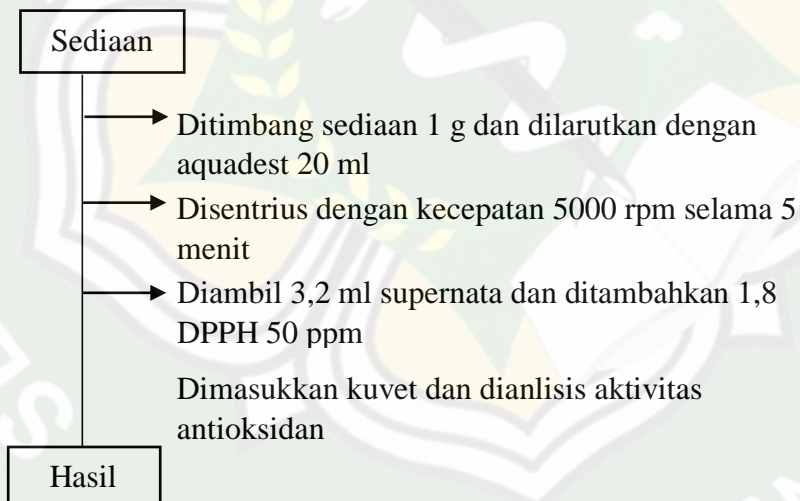 Sediaan
Ditimbang sediaan 1 g dan dilarutkan dengan
aquadest 20 ml
Disentrius dengan kecepatan 5000 rpm selama 5
menit
Diambil 3,2 ml supernata dan ditambahkan 1,8
DPPH 50 ppm
Dimasukkan kuvet dan dianlisis aktivitas
antioksidan
Hasil